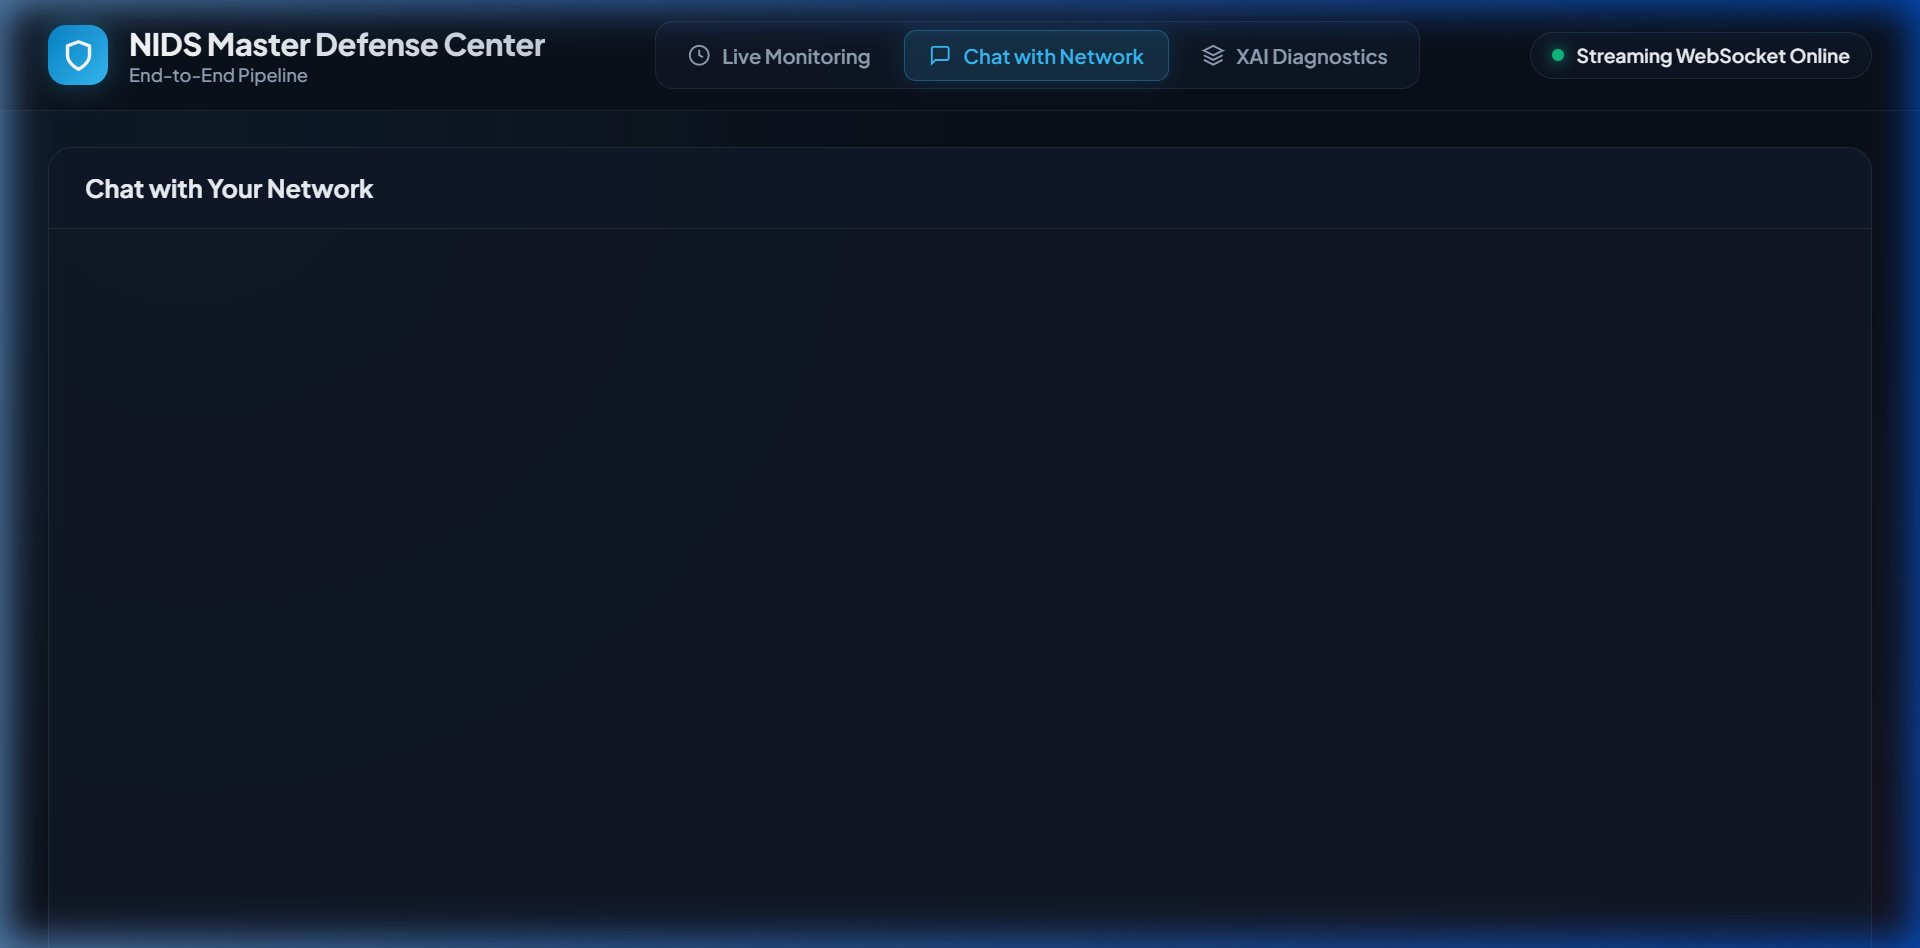 NIDS Master Defense Center
End-to-End Pipeline
Live Monitoring
Chat with Network
XAI Diagnostics
Streaming WebSocket Online
Chat with Your Network